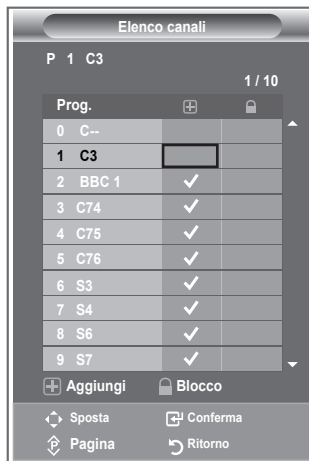 Elenco canali
P 1 C3
1 / 10
Prog.
0 C--
1 C3
2 BBC 1
3 C74
4 C75
5 C76
6 S3
7 S4
8 S6
9 S7
Aggiungi Blocco
Sposta Conferma
Pagina Ritorno